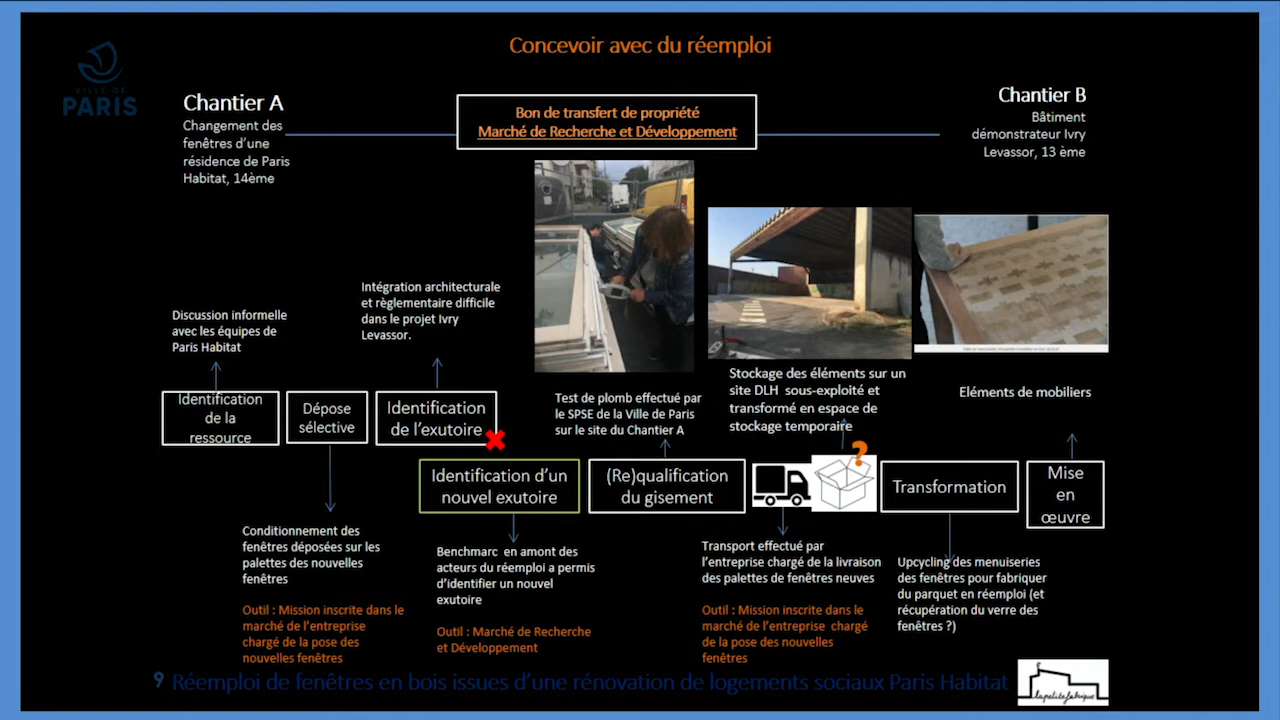 Concevoir avec du réemploi
VILLE DE
PARIS
Chantier A
Changement des
fenêtres d'une
résidence de Paris
Habitat, 14ème
Bon de transfert de propriété
Marché de Recherche et Développement
Chantier B
Bâtiment
démonstrateur Ivry
Levassor, 13 ème
Discussion informelle
avec les équipes de
Paris Habitat
Intégration architecturale
et règlementaire difficile
dans le projet Ivry
Levassor.
Test de plomb effectué par
le SPSE de la Ville de Paris
sur le site du Chantier A
Stockage des éléments sur un
site DLH sous-exploité et
transformé en espace de
stockage temporaire
Eléments de mobiliers
Identification
de la
ressource
Dépose
sélective
Identification
de l'exutoire
Identification d'un
nouvel exutoire
(Re)qualification
du gisement
?
Transformation
Mise
en
œuvre
Conditionnement des
fenêtres déposées sur les
palettes des nouvelles
fenêtres
Outil : Mission inscrite dans le
marché de l'entreprise
chargé de la pose des
nouvelles fenêtres
Benchmarc en amont des
acteurs du réemploi a permis
d'identifier un nouvel
exutoire
Outil : Marché de Recherche
et Développement
Transport effectué par
l'entreprise chargé de la livraison
des palettes de fenêtres neuves
Outil : Mission inscrite dans le
marché de l'entreprise chargé
de la pose des nouvelles
fenêtres
Upcycling des menuiseries
des fenêtres pour fabriquer
du parquet en réemploi (et
récupération du verre des
fenêtres ?)
9 Réemploi de fenêtres en bois issues d'une rénovation de logements sociaux Paris Habitat
lapetitefabrique